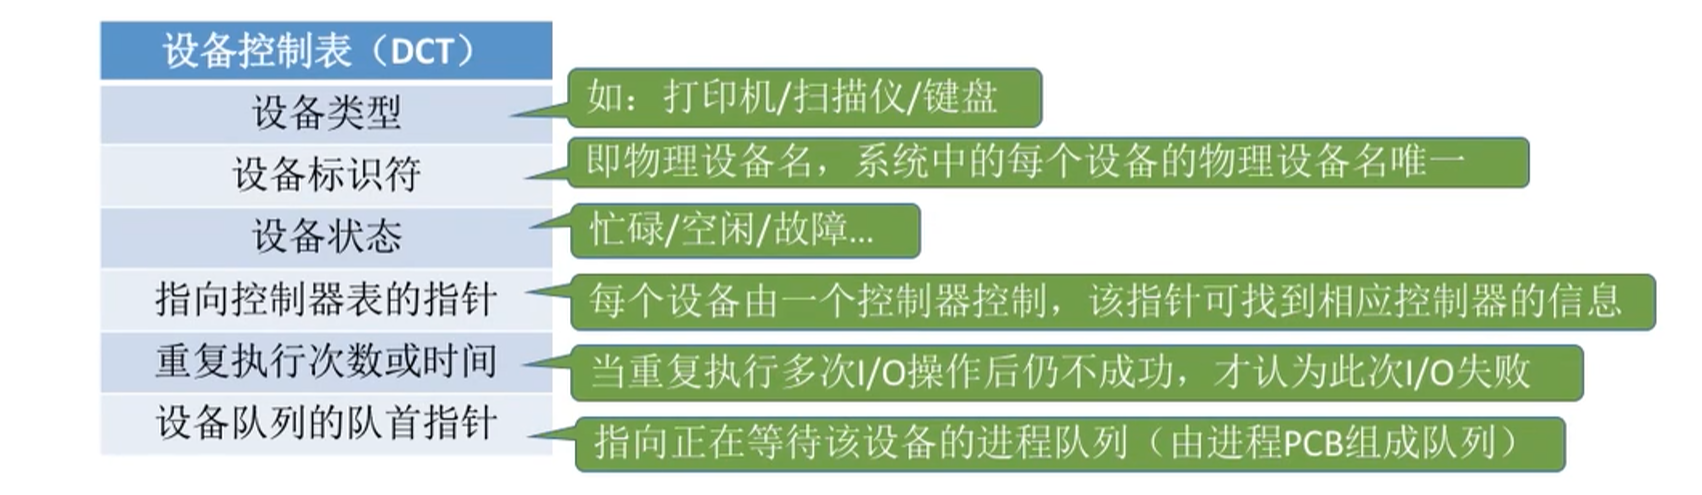 设备控制表（DCT）
设备类型
如：打印机/扫描仪/键盘
设备标识符
即物理设备名，系统中的每个设备的物理设备名唯一
设备状态
忙碌/空闲/故障...
指向控制器表的指针
每个设备由一个控制器控制，该指针可找到相应控制器的信息
重复执行次数或时间
当重复执行多次I/O操作后仍不成功，才认为此次I/O失败
设备队列的队首指针
指向正在等待该设备的进程队列（由进程PCB组成队列）